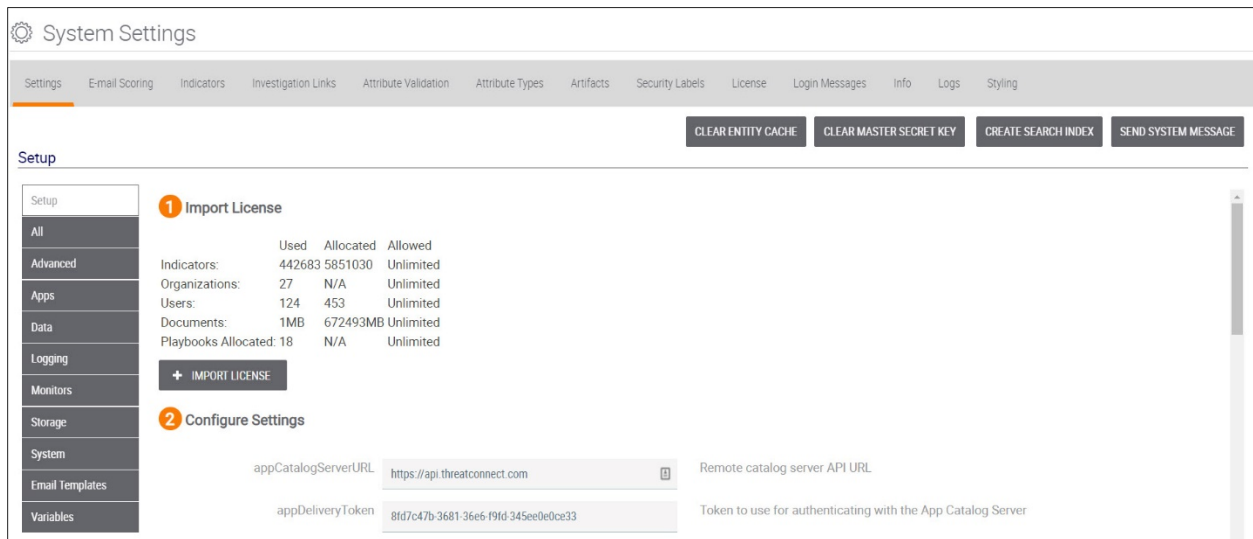 System Settings
Settings E-mail Scoring Indicators Investigation Links Attribute Validation Attribute Types Artifacts Security Labels License Login Messages Info Logs Styling
CLEAR ENTITY CACHE CLEAR MASTER SECRET KEY CREATE SEARCH INDEX SEND SYSTEM MESSAGE
Setup
Setup
All
Advanced
Apps
Data
Logging
Monitors
Storage
System
Email Templates
Variables
1 Import License
Used Allocated Allowed
Indicators: 442683 5851030 Unlimited
Organizations: 27 N/A Unlimited
Users: 124 453 Unlimited
Documents: 1MB 672493MB Unlimited
Playbooks Allocated: 18 N/A Unlimited
+ IMPORT LICENSE
2 Configure Settings
appCatalogServerURL https://api.threatconnect.com Remote catalog server API URL
appDeliveryToken 8fd7c47b-3681-36e6-f9fd-345ee0e0ce33 Token to use for authenticating with the App Catalog Server